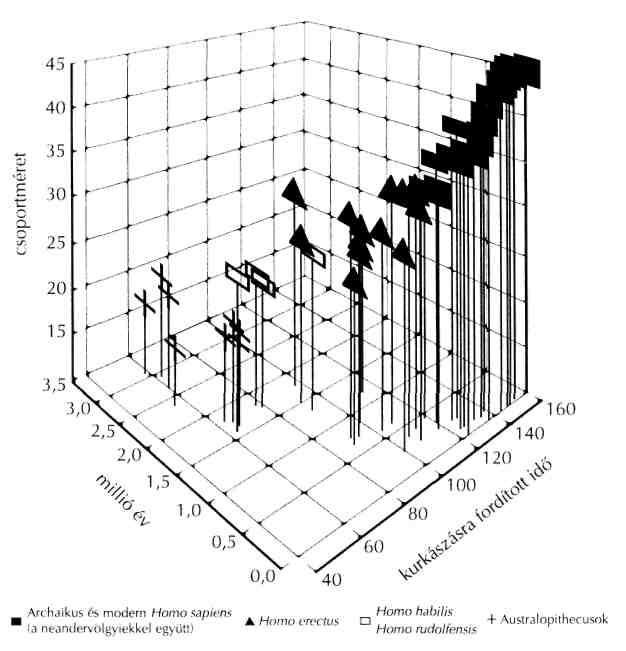 45
40
35
30
25
20
15
csoportméret
3,5
3,0
2,5
2,0
1,5
1,0
0,5
0,0
millió év
40
60
80
100
120
140
160
kurkászásra fordított idő
Archaikus és modern Homo sapiens
(a neandervölgyiekkel együtt)
Homo erectus
Homo habilis
Homo rudolfensis
Australopithecusok